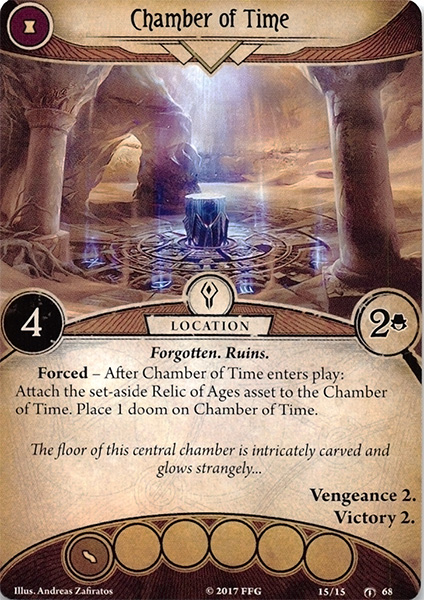 Chamber of Time
4
LOCATION
2
Forgotten. Ruins.
Forced – After Chamber of Time enters play:
Attach the set-aside Relic of Ages asset to the Chamber
of Time. Place 1 doom on Chamber of Time.
The floor of this central chamber is intricately carved and
glows strangely...
Vengeance 2.
Victory 2.
Illus. Andreas Zafiratos
© 2017 FFG
15/15
68